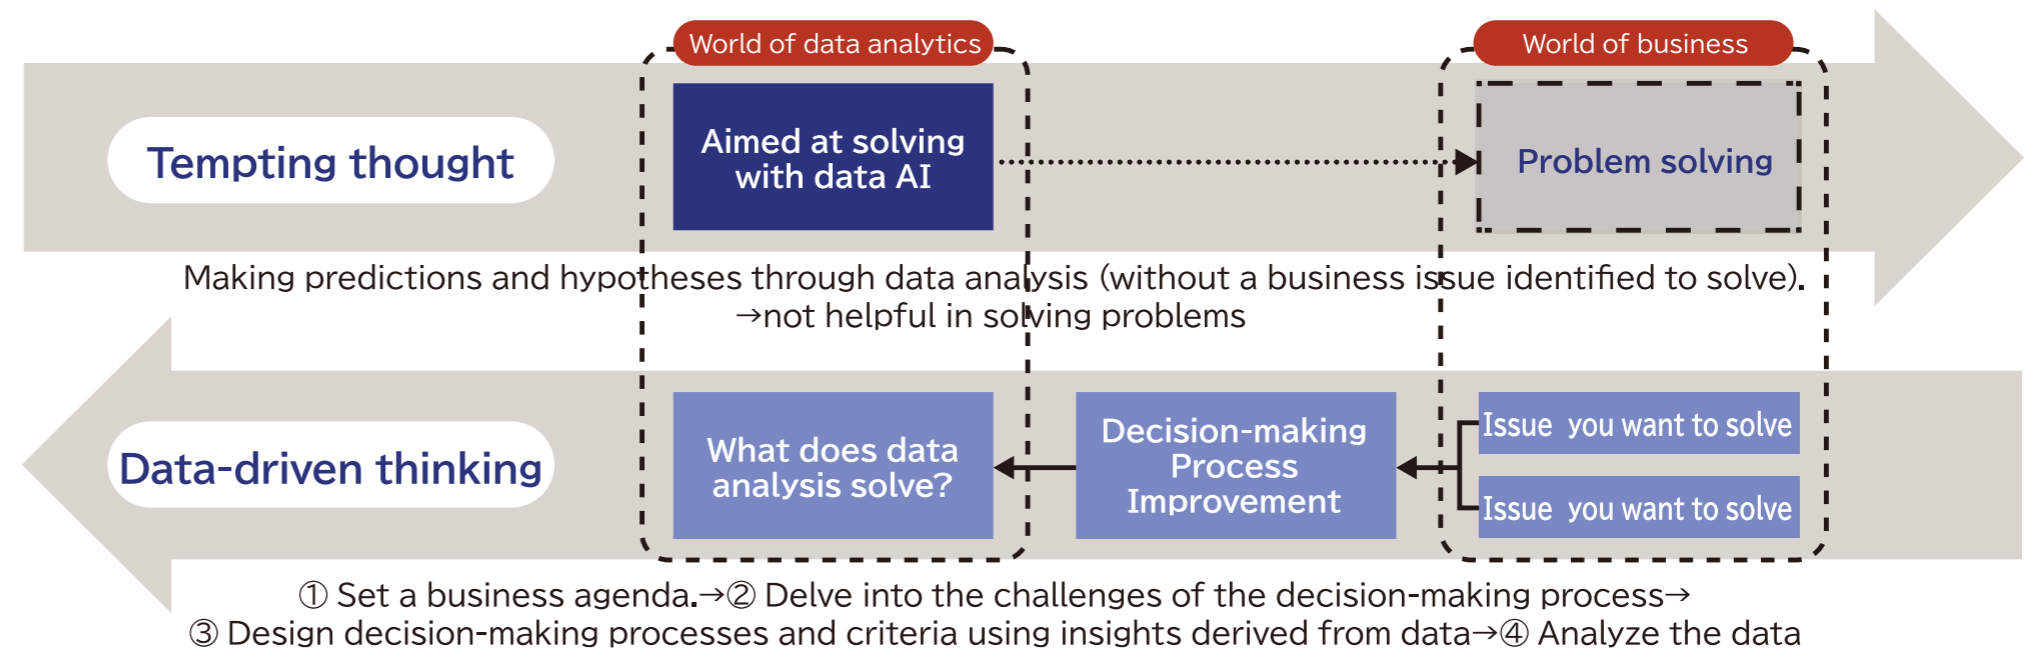 World of data analytics
World of business
Tempting thought
Aimed at solving
with data AI
Problem solving
Making predictions and hypotheses through data analysis (without a business issue identified to solve).
→not helpful in solving problems
Data-driven thinking
What does data
analysis solve?
Decision-making
Process
Improvement
Issue you want to solve
Issue you want to solve
① Set a business agenda.→② Delve into the challenges of the decision-making process→
③ Design decision-making processes and criteria using insights derived from data→④ Analyze the data